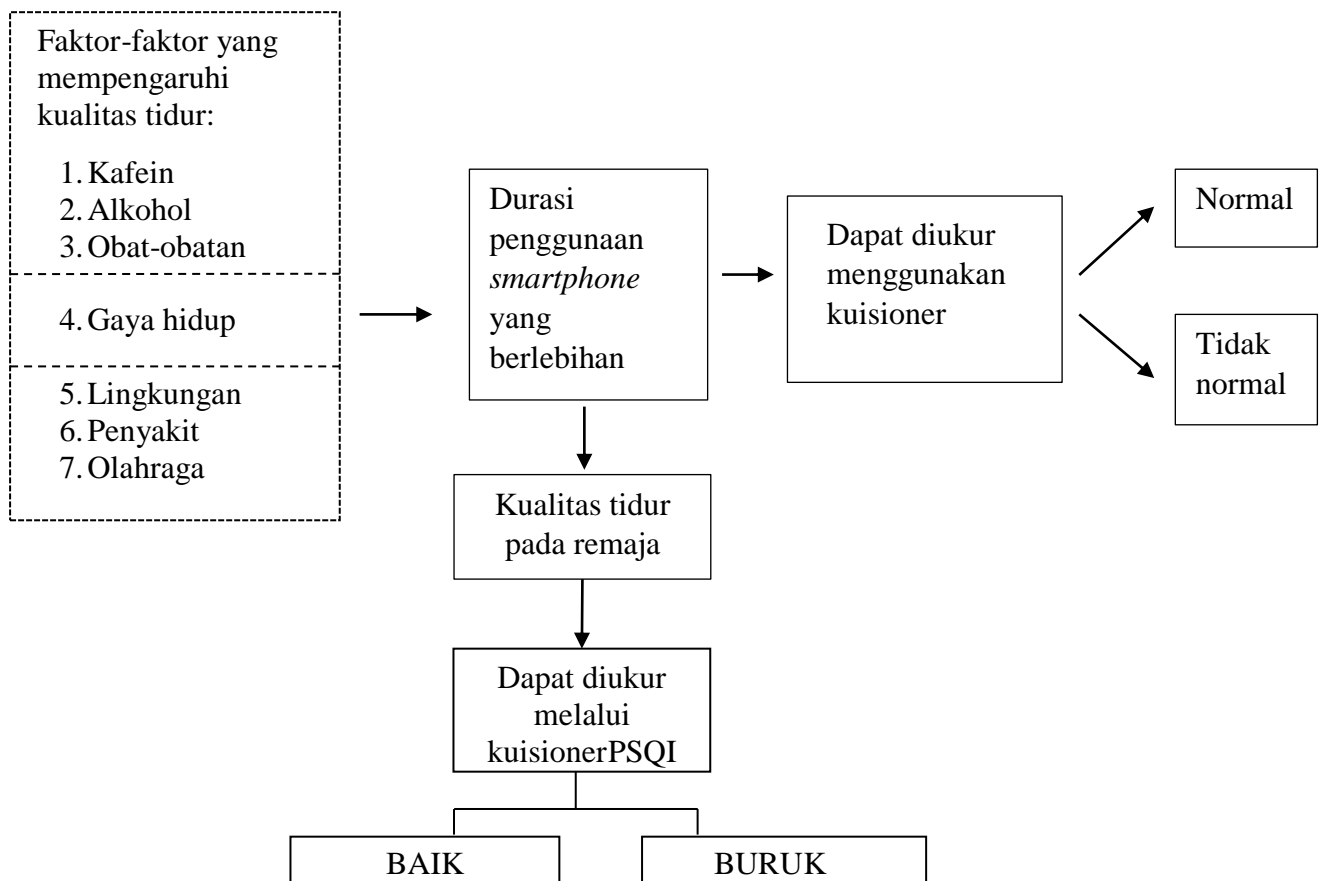 Faktor-faktor yang
mempengaruhi
kualitas tidur:
1. Kafein
2. Alkohol
3. Obat-obatan
4. Gaya hidup
5. Lingkungan
6. Penyakit
7. Olahraga
Durasi
penggunaan
smartphone
yang
berlebihan
Dapat diukur
menggunakan
kuisioner
Normal
Tidak
normal
Kualitas tidur
pada remaja
Dapat diukur
melalui
kuisionerPSQI
BAIK
BURUK